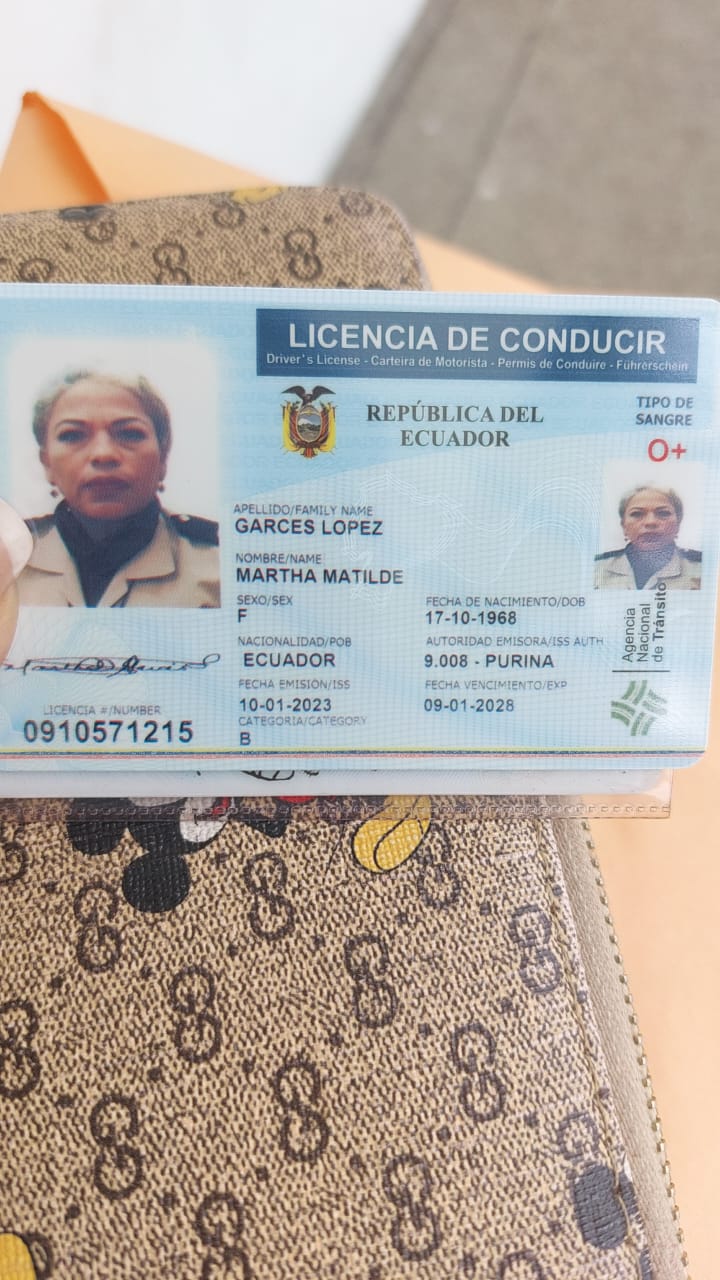 LICENCIA DE CONDUCIR
Driver's License - Carteira de Motorista - Permis de Conduire - Führerschein
REPÚBLICA DEL
ECUADOR
TIPO DE
SANGRE
O+
APELLIDO/FAMILY NAME
GARCES LOPEZ
NOMBRE/NAME
MARTHA MATILDE
SEXO/SEX
F
FECHA DE NACIMIENTO/DOB
17-10-1968
NACIONALIDAD/POB
ECUADOR
AUTORIDAD EMISORA/ISS AUTH
9.008 - PURINA
FECHA EMISIÓN/ISS
10-01-2023
FECHA VENCIMIENTO/EXP
09-01-2028
CATEGORIA/CATEGORY
B
LICENCIA #/NUMBER
0910571215
Agencia
Nacional
de Tránsito